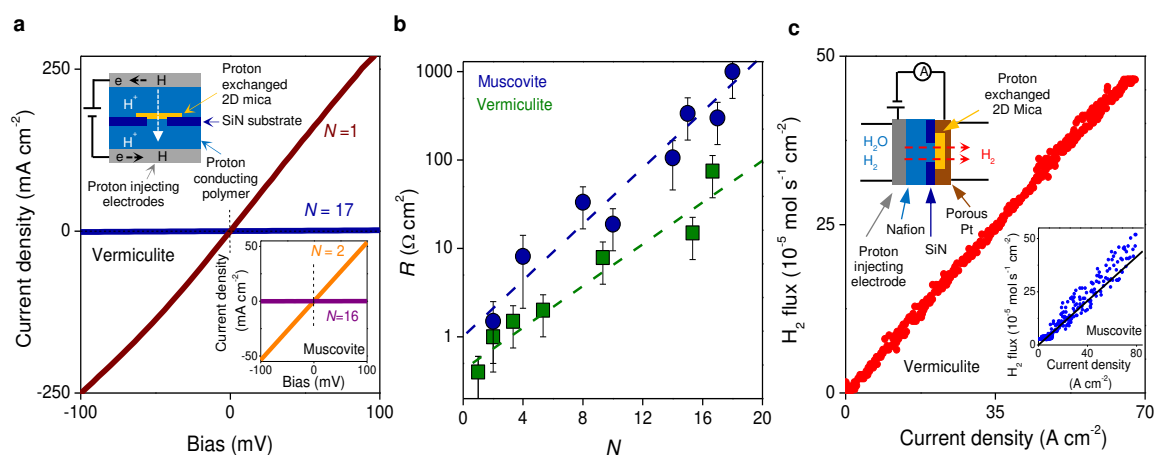 a
250
0
-250
Current density (mA cm⁻²)
-100
0
100
Bias (mV)
e
H
H⁺
H⁺
e
H
Proton
exchanged
2D mica
SiN substrate
Proton injecting
electrodes
Proton
conducting
polymer
N=1
N = 17
Vermiculite
50
0
-50
Current density
(mA cm⁻²)
N = 2
N=16
Muscovite
-100
0
100
Bias (mV)
b
1000
100
10
1
R (Ω cm²)
Muscovite
Vermiculite
0
4
8
12
16
20
N
c
50
25
0
H₂ flux (10⁻⁵ mol s⁻¹ cm⁻²)
A
Proton
exchanged
2D Mica
H₂O
H₂
H₂
Proton
injecting
electrode
Nafion
SiN
Porous
Pt
Vermiculite
50
25
0
H₂ flux (10⁻⁵ mol s⁻¹ cm⁻²)
Muscovite
0
40
80
Current density
(A cm⁻²)
0
35
70
Current density (A cm⁻²)